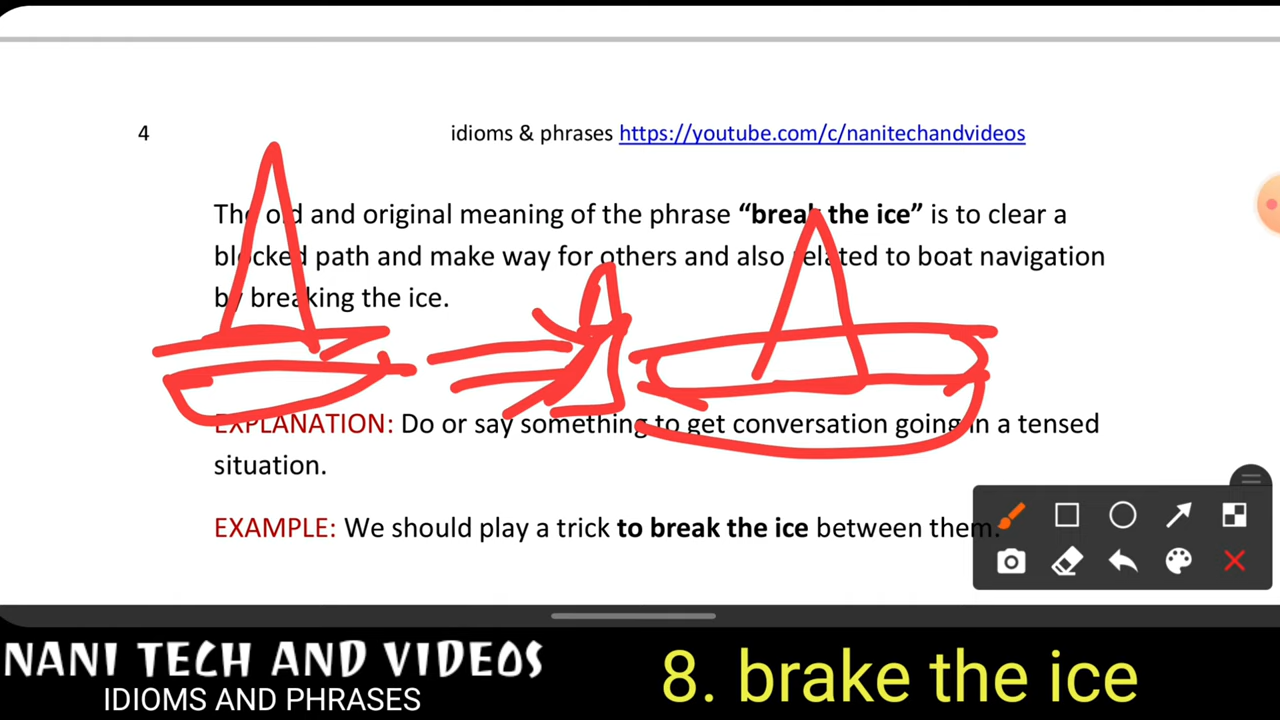 4
idioms & phrases https://youtube.com/c/nanitechandvideos
The old and original meaning of the phrase “break the ice” is to clear a
blocked path and make way for others and also related to boat navigation
by breaking the ice.
EXPLANATION: Do or say something to get conversation going in a tensed
situation.
EXAMPLE: We should play a trick to break the ice between them.
NANI TECH AND VIDEOS
IDIOMS AND PHRASES
8. brake the ice